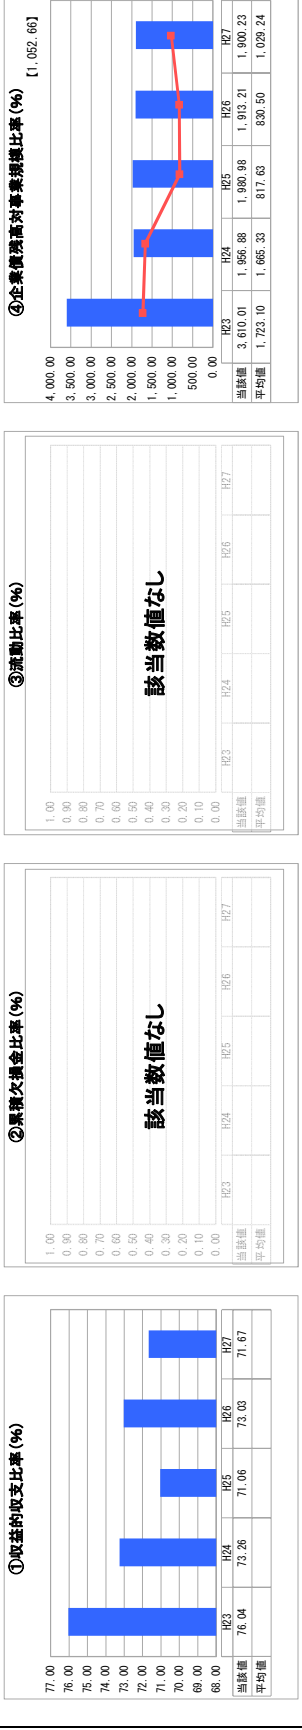 ①収益的収支比率(%)
77.00
76.00
75.00
74.00
73.00
72.00
71.00
70.00
69.00
68.00
H23 H24 H25 H26 H27
当該値 76.04 73.26 71.06 73.03 71.67
平均値
②累積欠損金比率(%)
1.00
0.90
0.80
0.70
0.60
0.50
0.40
0.30
0.20
0.10
0.00
該当数値なし
H23 H24 H25 H26 H27
当該値
平均値
③流動比率(%)
1.00
0.90
0.80
0.70
0.60
0.50
0.40
0.30
0.20
0.10
0.00
該当数値なし
H23 H24 H25 H26 H27
当該値
平均値
④企業債残高対事業規模比率(%)
【1,052.66】
4,000.00
3,500.00
3,000.00
2,500.00
2,000.00
1,500.00
1,000.00
500.00
0.00
H23 H24 H25 H26 H27
当該値 3,610.01 1,956.88 1,980.98 1,913.21 1,900.23
平均値 1,723.10 1,665.33 817.63 830.50 1,029.24